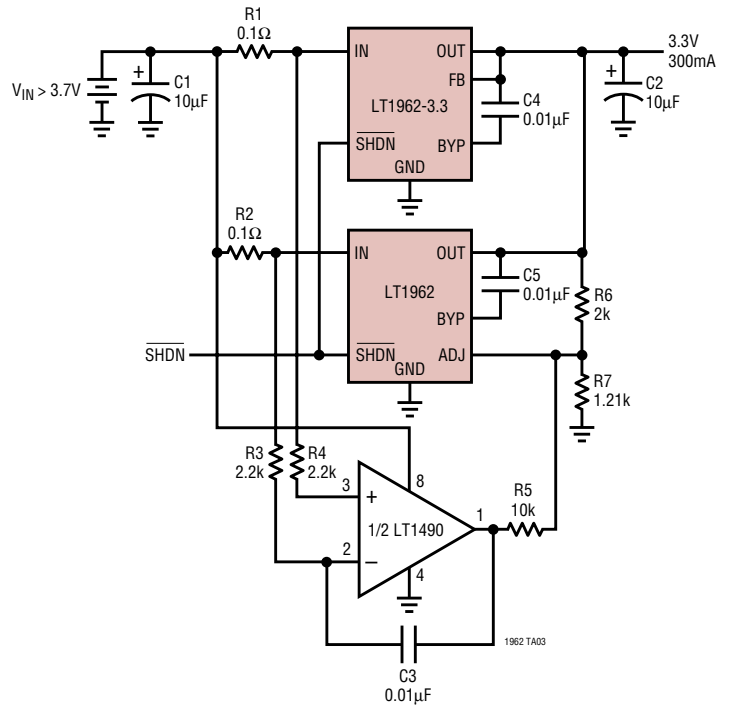 R1
0.1Ω
IN
OUT
3.3V
300mA
FB
+
C1
10µF
VIN > 3.7V
LT1962-3.3
C4
0.01µF
+
C2
10µF
SHDN
BYP
GND
R2
0.1Ω
IN
OUT
LT1962
C5
0.01µF
R6
2k
BYP
SHDN
SHDN
ADJ
GND
R7
1.21k
R3
2.2k
R4
2.2k
3
+
8
1/2 LT1490
1
R5
10k
2
–
4
1962 TA03
C3
0.01µF